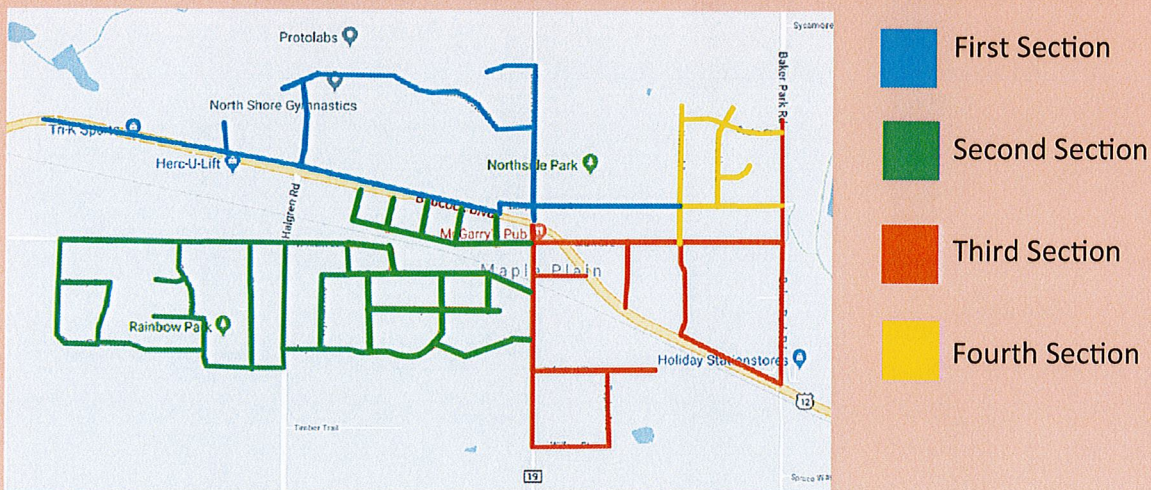 Protolabs
Sycamore
Baker Park Rd
North Shore Gymnastics
Tri-K Sports
Herc-U-Lift
Northside Park
Halgren Rd
McGarry's Pub
Maple Plain
Rainbow Park
Holiday Stationstores
12
Timber Trail
19
First Section
Second Section
Third Section
Fourth Section